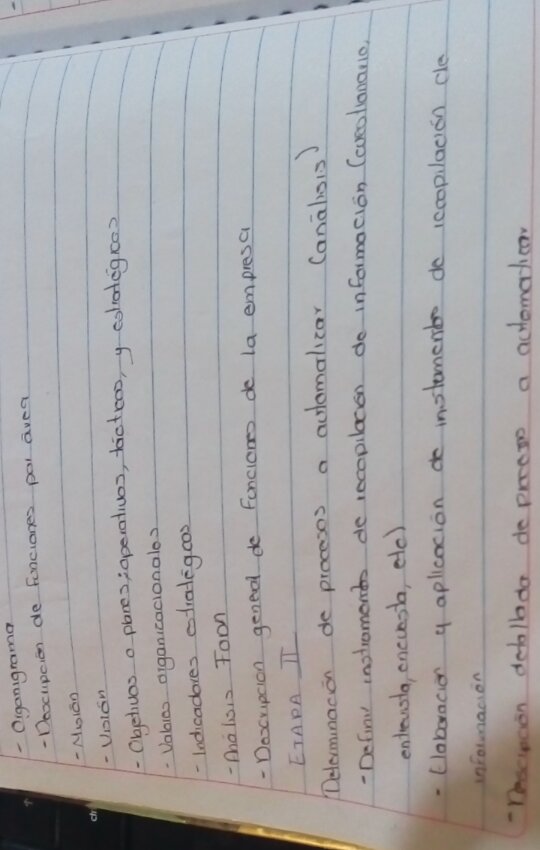 - Organigrama
- Descripción de Funciones por área
- Misión
- Visión
- Objetivos o planes; operativos, tácticos, y estratégicos
- Valores organizacionales
- Indicadores estratégicos
- Análisis FODA
- Descripcion general de Funciones de la empresa
ETAPA II
Determinación de procesos a automatizar (análisis)
- Definir instrumentos de recopilación de información (cuestionario,
entrevista, encuesta, etc)
- Elaboración y aplicación de instrumentos de recopilación de
información
- Descripción detallada de proceso a automatizar